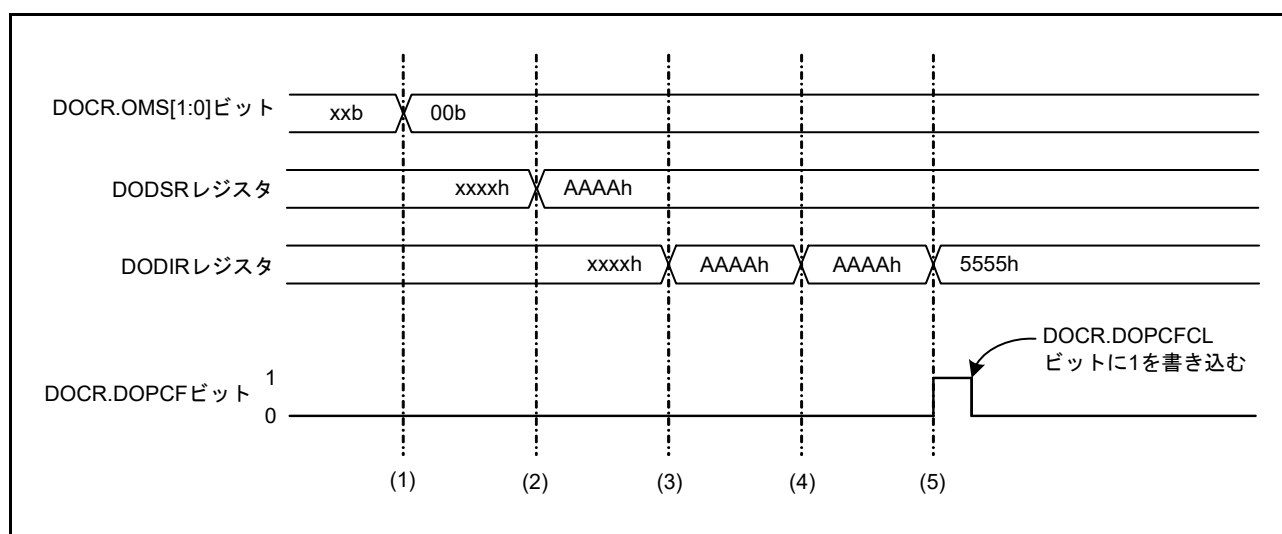 DOCR.OMS[1:0]ビット xxb 00b
DODSRレジスタ xxxxh AAAAh
DODIRレジスタ xxxxh AAAAh AAAAh 5555h
DOCR.DOPCFCL
ビットに1を書き込む
DOCR.DOPCFビット 1
0
(1) (2) (3) (4) (5)